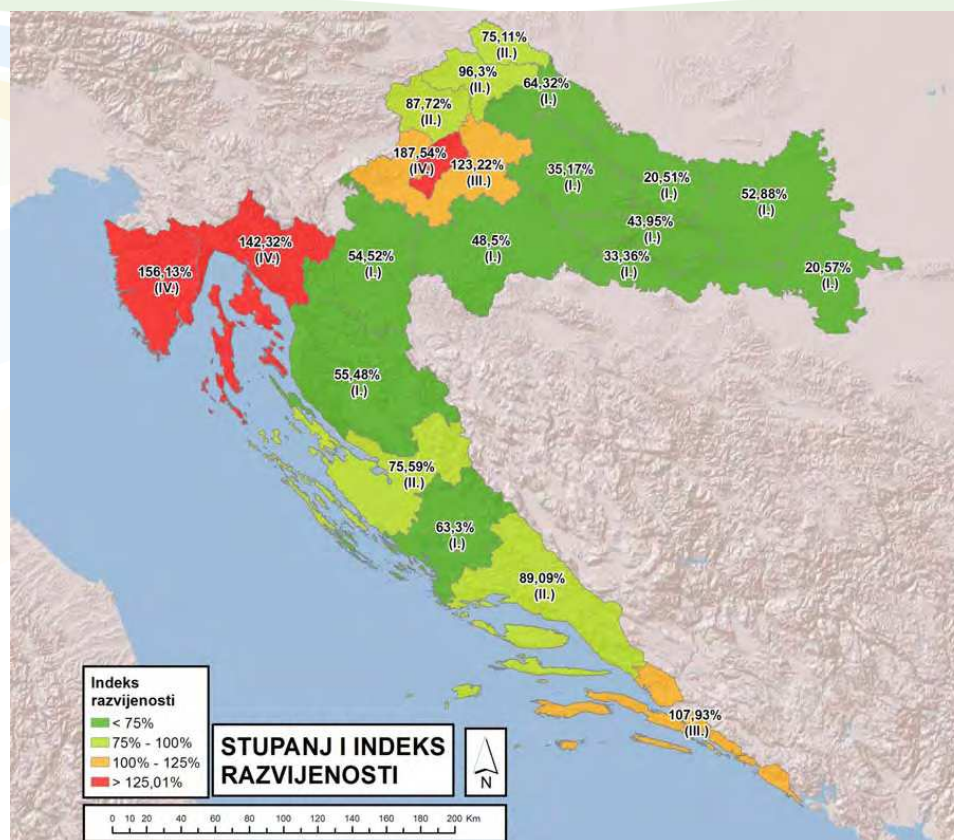 75,11%
(II.)
96,3%
(II.)
64,32%
(I.)
87,72%
(II.)
187,54%
(IV.)
123,22%
(III.)
35,17%
(I.)
20,51%
(I.)
52,88%
(I.)
43,95%
(I.)
142,32%
(IV.)
54,52%
(I.)
48,5%
(I.)
33,36%
(I.)
156,13%
(IV.)
20,57%
(I.)
55,48%
(I.)
75,59%
(II.)
63,3%
(I.)
89,09%
(II.)
107,93%
(III.)
Indeks
razvijenosti
< 75%
75% - 100%
100% - 125%
> 125,01%
STUPANJ I INDEKS
RAZVIJENOSTI
N
0 10 20 40 60 80 100 120 140 160 180 200 Km